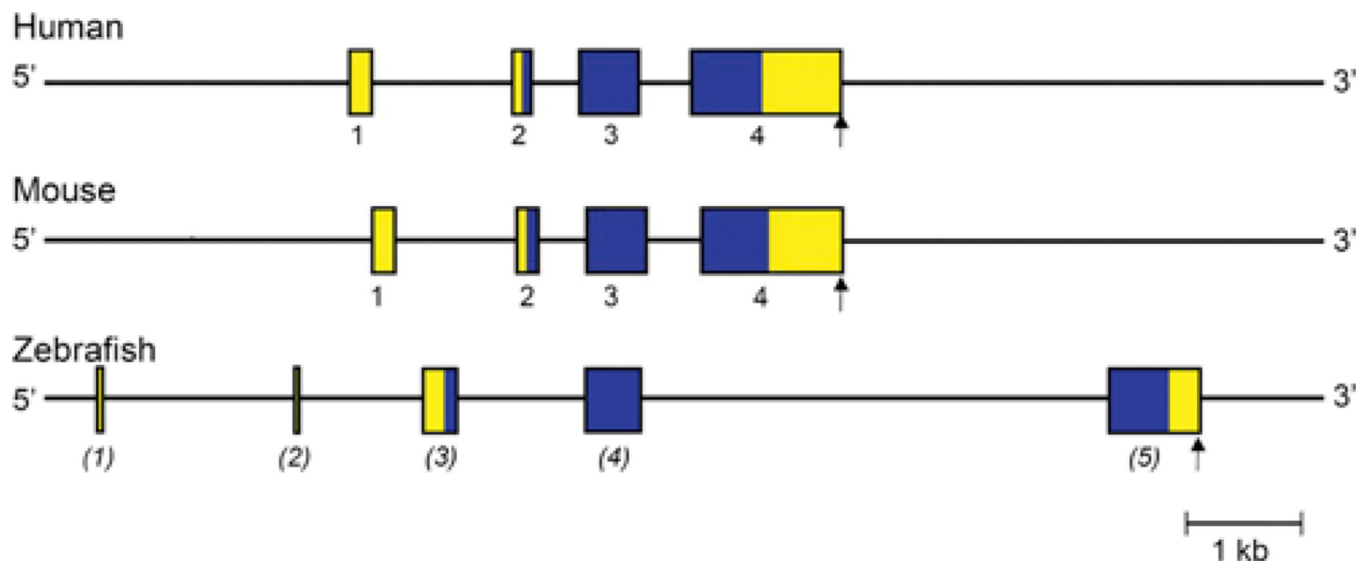 Human
5' 3'
1 2 3 4
Mouse
5' 3'
1 2 3 4
Zebrafish
5' 3'
(1) (2) (3) (4) (5)
1 kb